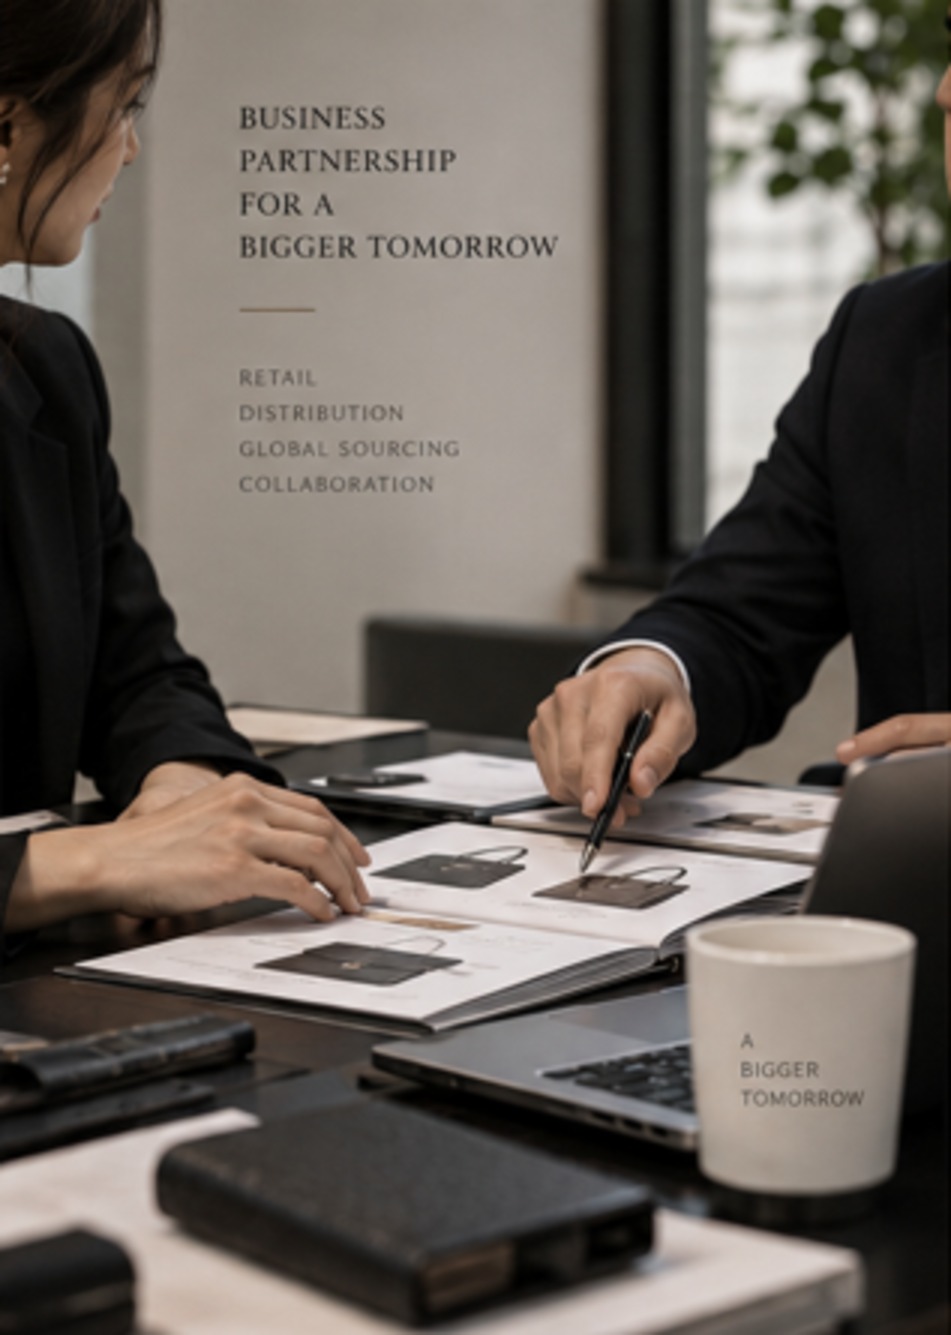 BUSINESS
PARTNERSHIP
FOR A
BIGGER TOMORROW
RETAIL
DISTRIBUTION
GLOBAL SOURCING
COLLABORATION
A
BIGGER
TOMORROW